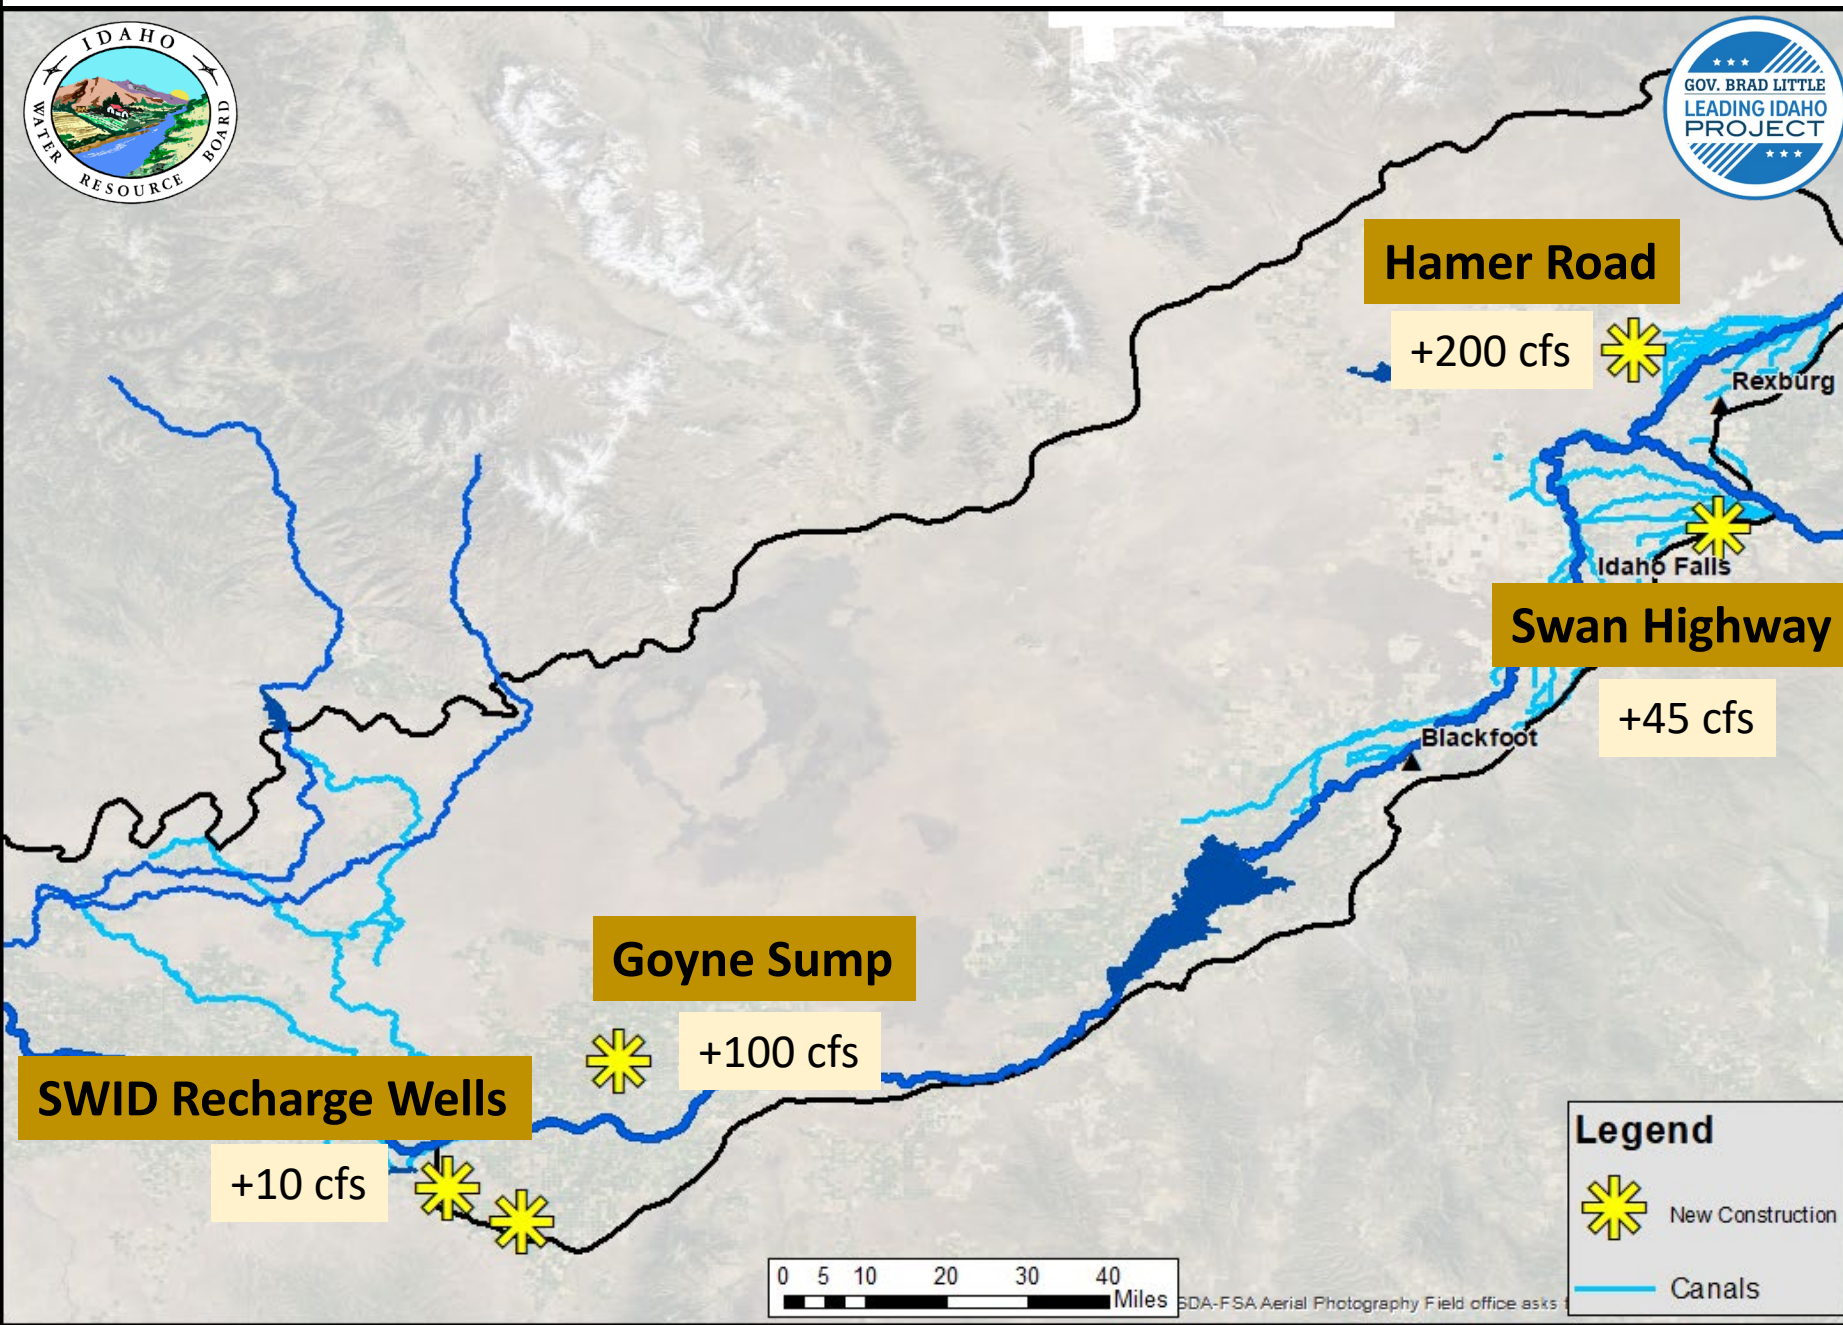 IDAHO
WATER
RESOURCE
BOARD
GOV. BRAD LITTLE
LEADING IDAHO
PROJECT
Hamer Road
+200 cfs
Rexburg
Idaho Falls
Swan Highway
+45 cfs
Blackfoot
Goyne Sump
+100 cfs
SWID Recharge Wells
+10 cfs
Legend
New Construction
Canals
0 5 10 20 30 40
Miles
SDA-FSA Aerial Photography Field office asks